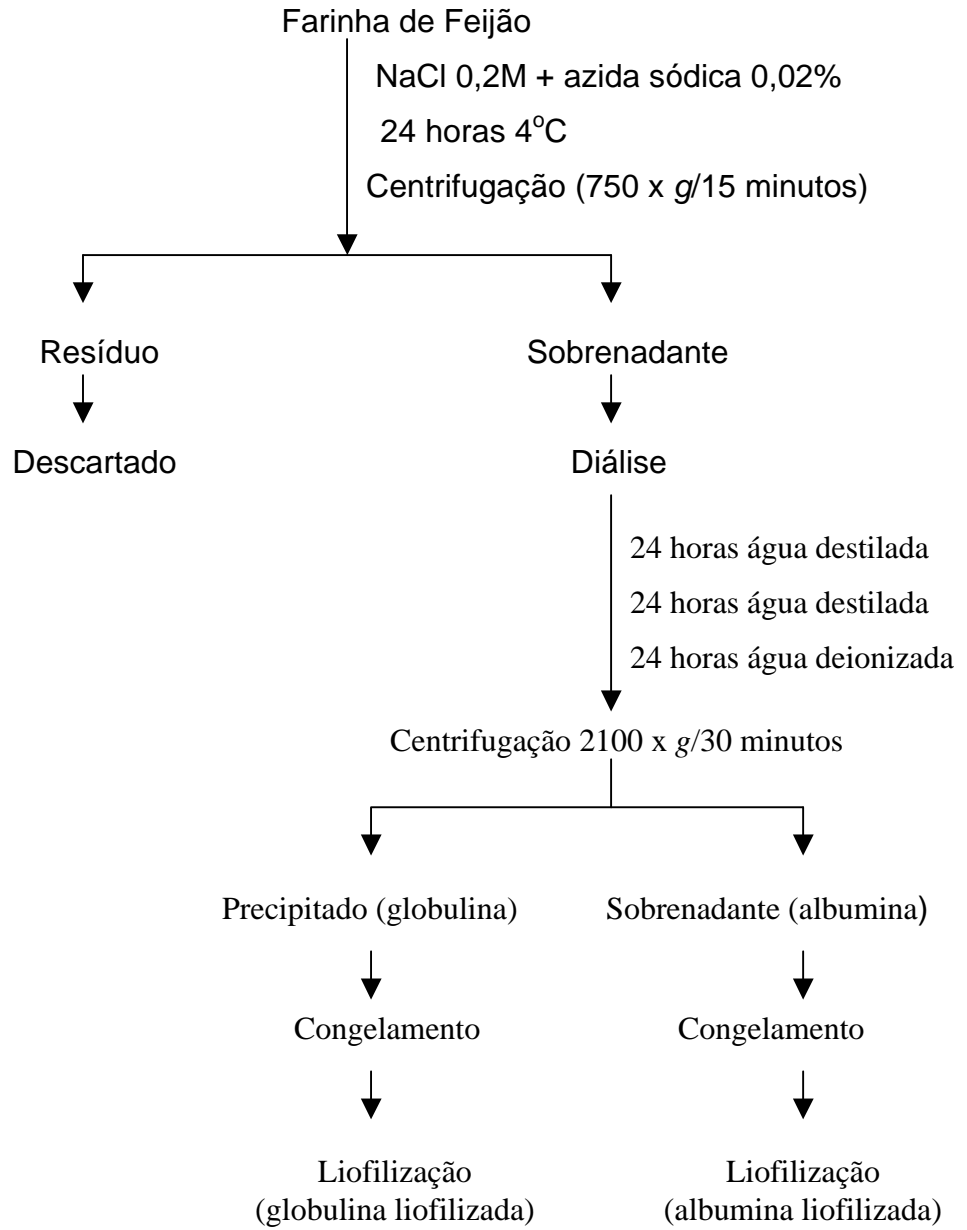 Farinha de Feijão
NaCl 0,2M + azida sódica 0,02%
24 horas 4°C
Centrifugação (750 x g/15 minutos)
Resíduo
Sobrenadante
Descartado
Diálise
24 horas água destilada
24 horas água destilada
24 horas água deionizada
Centrifugação 2100 x g/30 minutos
Precipitado (globulina)
Sobrenadante (albumina)
Congelamento
Congelamento
Liofilização
(globulina liofilizada)
Liofilização
(albumina liofilizada)